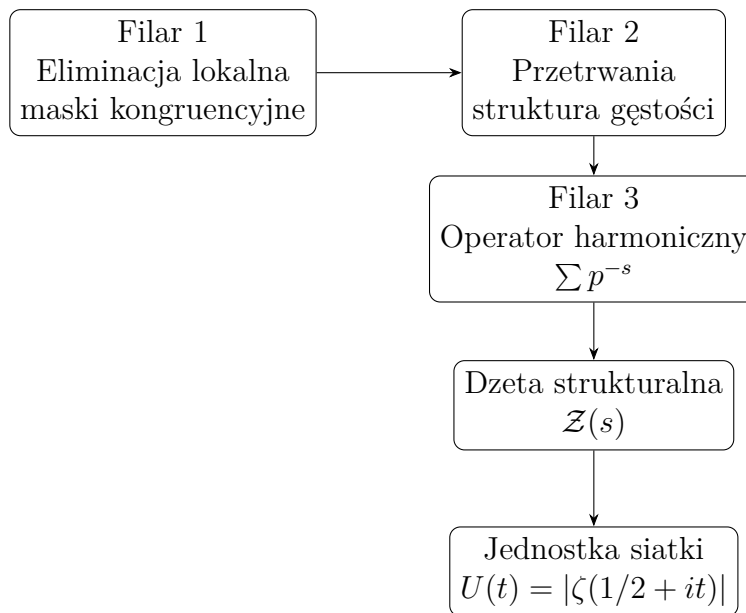 Filar 1
Eliminacja lokalna
maski kongruencyjne
Filar 2
Przetrwania
struktura gęstości
Filar 3
Operator harmoniczny
∑ p^{-s}
Dzeta strukturalna
𝒵(s)
Jednostka siatki
U(t) = |ζ(1/2 + it)|